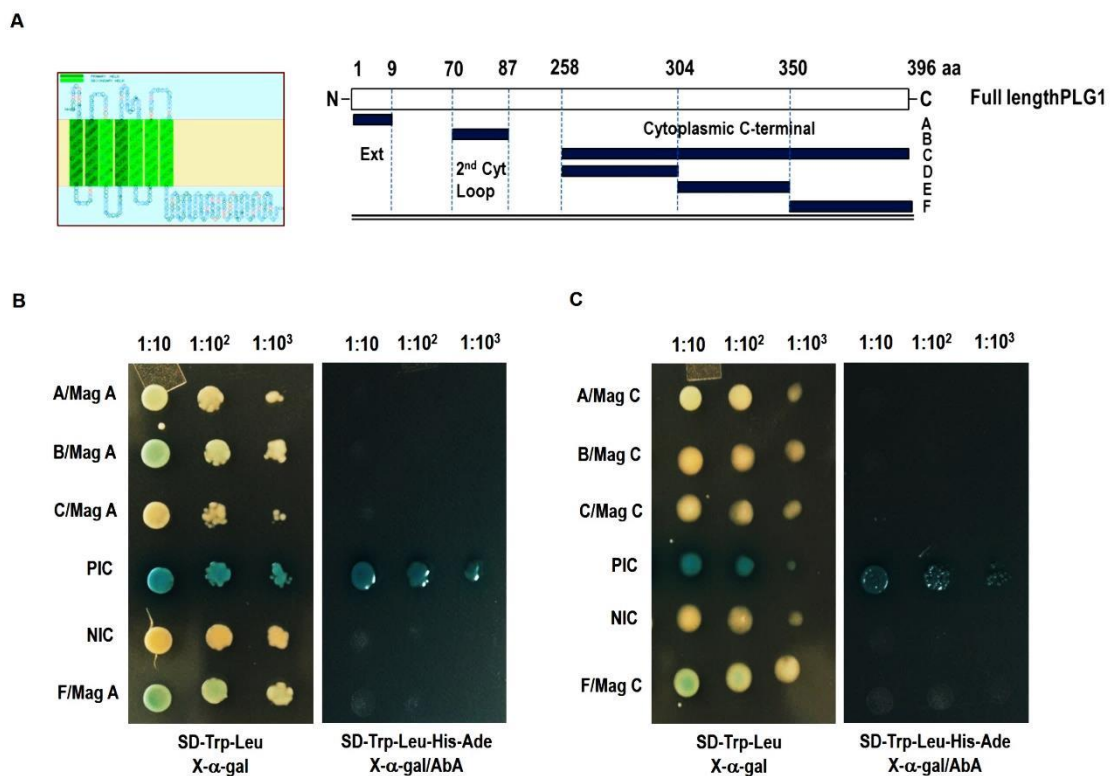 A
1 9 70 87 258 304 350 396 aa
N C Full lengthPLG1
Cytoplasmic C-terminal
A
B
C
D
E
F
Ext
2nd Cyt
Loop
B
1:10 1:10² 1:10³ 1:10 1:10² 1:10³
A/Mag A
B/Mag A
C/Mag A
PIC
NIC
F/Mag A
SD-Trp-Leu
X-α-gal
SD-Trp-Leu-His-Ade
X-α-gal/AbA
C
1:10 1:10² 1:10³ 1:10 1:10² 1:10³
A/Mag C
B/Mag C
C/Mag C
PIC
NIC
F/Mag C
SD-Trp-Leu
X-α-gal
SD-Trp-Leu-His-Ade
X-α-gal/AbA